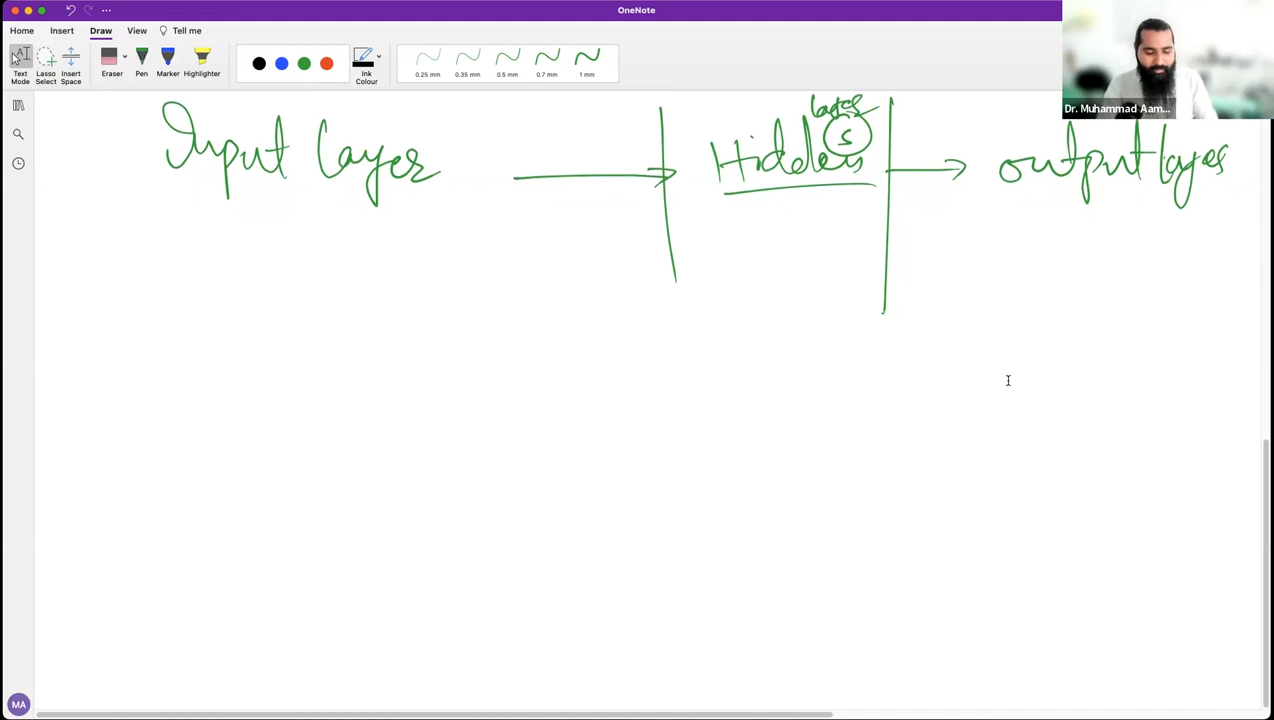 OneNote
Home Insert Draw View Tell me
Text Mode Lasso Select Insert Space Eraser Pen Marker Highlighter Ink Colour 0.25 mm 0.35 mm 0.5 mm 0.7 mm 1 mm
Dr. Muhammad Aam...
layer
Input layer Hidden s output layer
MA